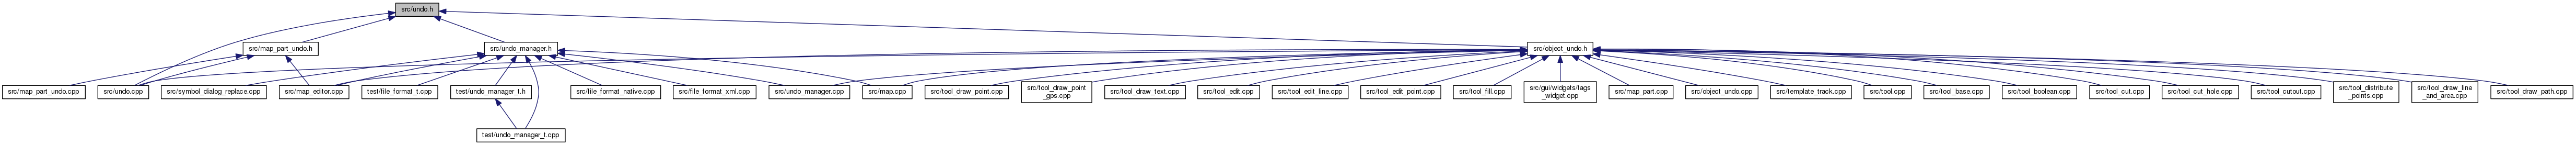 src/undo.h
src/map_part_undo.h
src/undo_manager.h
src/object_undo.h
src/map_part_undo.cpp
src/undo.cpp
src/symbol_dialog_replace.cpp
src/map_editor.cpp
test/file_format_t.cpp
test/undo_manager_t.h
src/file_format_native.cpp
src/file_format_xml.cpp
src/undo_manager.cpp
src/map.cpp
src/tool_draw_point.cpp
src/tool_draw_point
_gps.cpp
src/tool_draw_text.cpp
src/tool_edit.cpp
src/tool_edit_line.cpp
src/tool_edit_point.cpp
src/tool_fill.cpp
src/gui/widgets/tags
_widget.cpp
src/map_part.cpp
src/object_undo.cpp
src/template_track.cpp
src/tool.cpp
src/tool_base.cpp
src/tool_boolean.cpp
src/tool_cut.cpp
src/tool_cut_hole.cpp
src/tool_cutout.cpp
src/tool_distribute
_points.cpp
src/tool_draw_line
_and_area.cpp
src/tool_draw_path.cpp
test/undo_manager_t.cpp